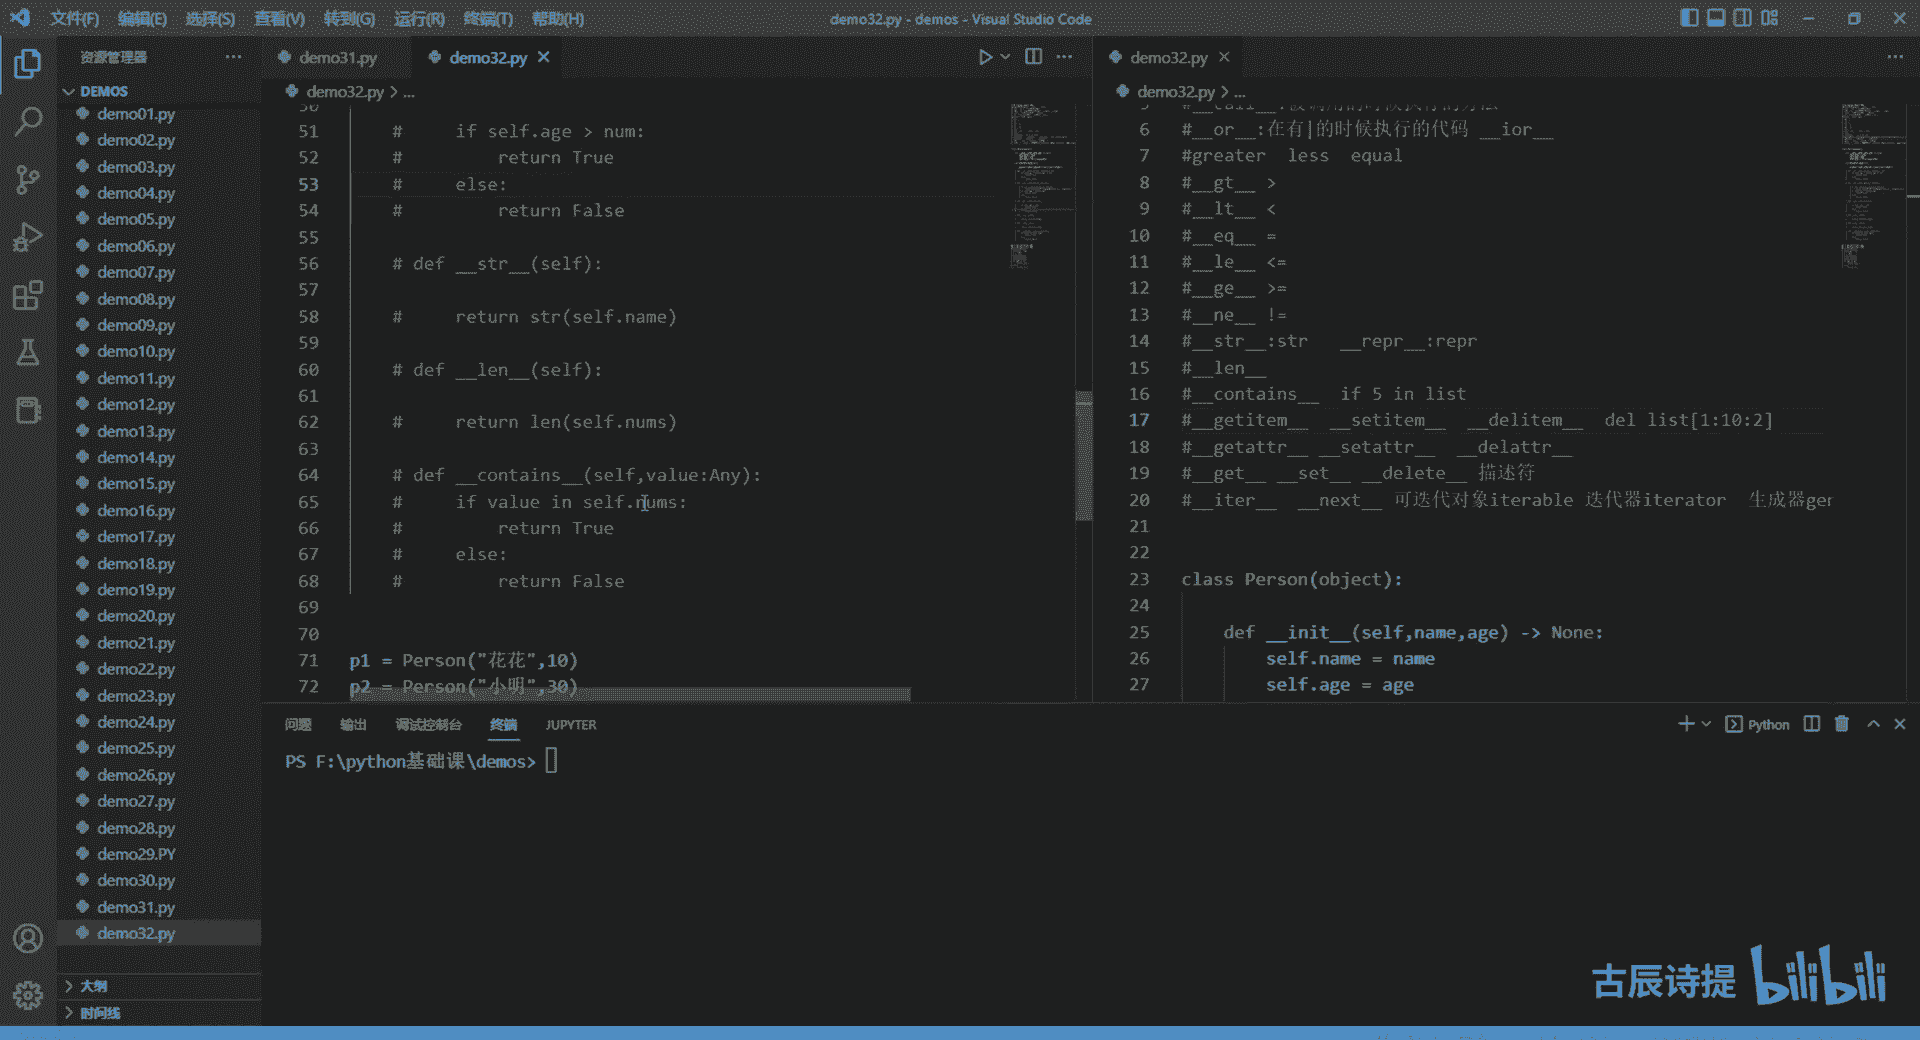 文件(F) 编辑(E) 选择(S) 查看(V) 转到(G) 运行(R) 终端(T) 帮助(H)
demo32.py - demos - Visual Studio Code
资源管理器
DEMOS
demo01.py
demo02.py
demo03.py
demo04.py
demo05.py
demo06.py
demo07.py
demo08.py
demo09.py
demo10.py
demo11.py
demo12.py
demo13.py
demo14.py
demo15.py
demo16.py
demo17.py
demo18.py
demo19.py
demo20.py
demo21.py
demo22.py
demo23.py
demo24.py
demo25.py
demo26.py
demo27.py
demo28.py
demo29.PY
demo30.py
demo31.py
demo32.py
大纲
时间线
demo31.py demo32.py
demo32.py > ...
50
51 # if self.age > num:
52 # return True
53 # else:
54 # return False
55
56 # def __str__(self):
57
58 # return str(self.name)
59
60 # def __len__(self):
61
62 # return len(self.nums)
63
64 # def __contains__(self,value:Any):
65 # if value in self.nums:
66 # return True
67 # else:
68 # return False
69
70
71 p1 = Person("花花",10)
72 p2 = Person("小明",30)
demo32.py
demo32.py > ...
5 #__call__:被调用的时候执行的方法
6 #__or__:在有|的时候执行的代码 __ior__
7 #greater less equal
8 #__gt__ >
9 #__lt__ <
10 #__eq__ =
11 #__le__ <=
12 #__ge__ >=
13 #__ne__ !=
14 #__str__:str __repr__:repr
15 #__len__
16 #__contains__ if 5 in list
17 #__getitem__ __setitem__ __delitem__ del list[1:10:2]
18 #__getattr__ __setattr__ __delattr__
19 #__get__ __set__ __delete__ 描述符
20 #__iter__ __next__ 可迭代对象iterable 迭代器iterator 生成器ger
21
22
23 class Person(object):
24
25 def __init__(self,name,age) -> None:
26 self.name = name
27 self.age = age
问题 输出 调试控制台 终端 JUPYTER
Python
PS F:\python基础课\demos>
古辰诗提 bilibili